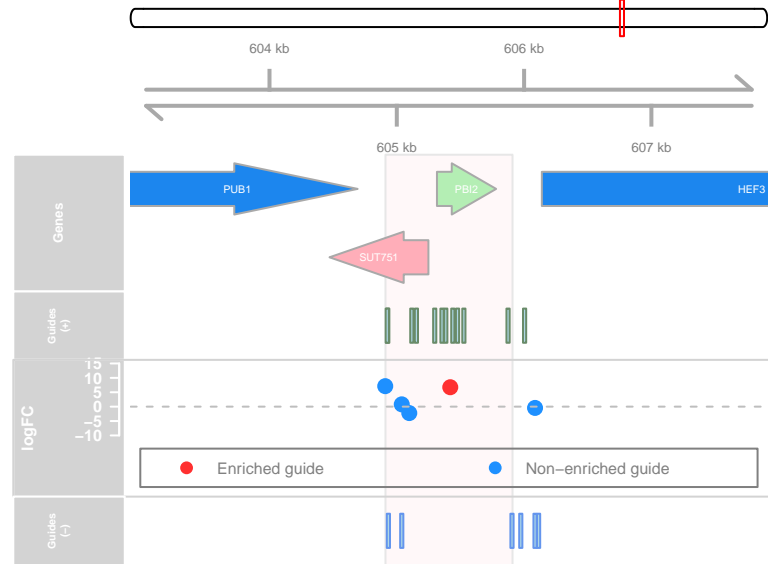 604 kb
606 kb
605 kb
607 kb
Genes
PUB1
PBI2
HEF3
SUT751
Guides
(+)
logFC
15
10
5
0
−5
−10
Enriched guide
Non−enriched guide
Guides
(−)